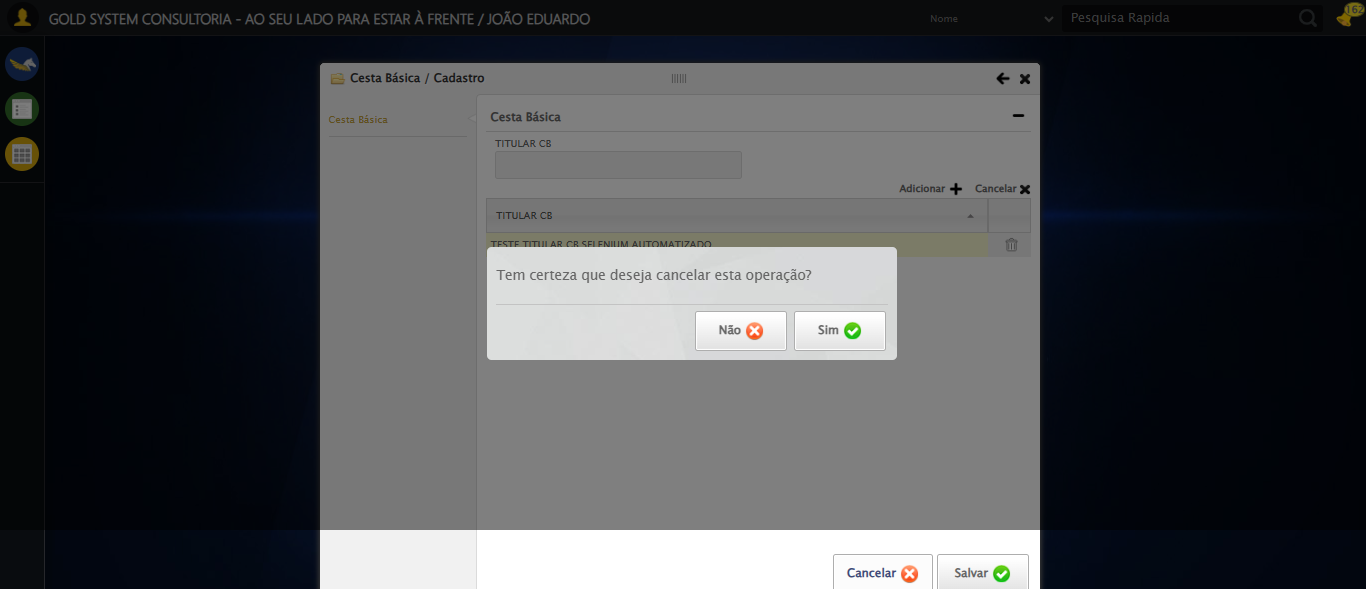 GOLD SYSTEM CONSULTORIA - AO SEU LADO PARA ESTAR À FRENTE / JOÃO EDUARDO
Nome
Pesquisa Rapida
162
Cesta Básica / Cadastro
Cesta Básica
Cesta Básica
TITULAR CB
Adicionar
Cancelar
TITULAR CB
TESTE TITULAR CB SELENIUM AUTOMATIZADO
Tem certeza que deseja cancelar esta operação?
Não
Sim
Cancelar
Salvar